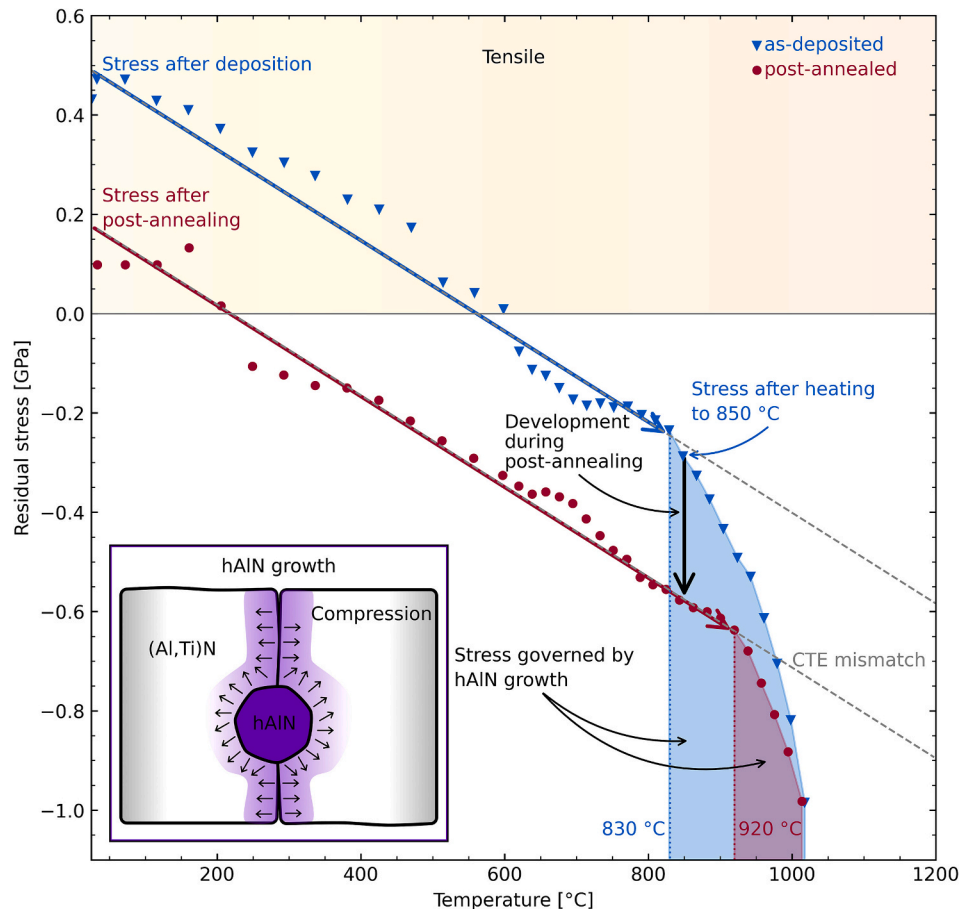 Stress after deposition
Tensile
as-deposited
post-annealed
Stress after
post-annealing
Residual stress [GPa]
0.6
0.4
0.2
0.0
−0.2
−0.4
−0.6
−0.8
−1.0
Stress after heating
to 850 °C
Development
during
post-annealing
hAlN growth
Compression
(Al,Ti)N
hAlN
Stress governed by
hAlN growth
CTE mismatch
830 °C
920 °C
200
400
600
800
1000
1200
Temperature [°C]